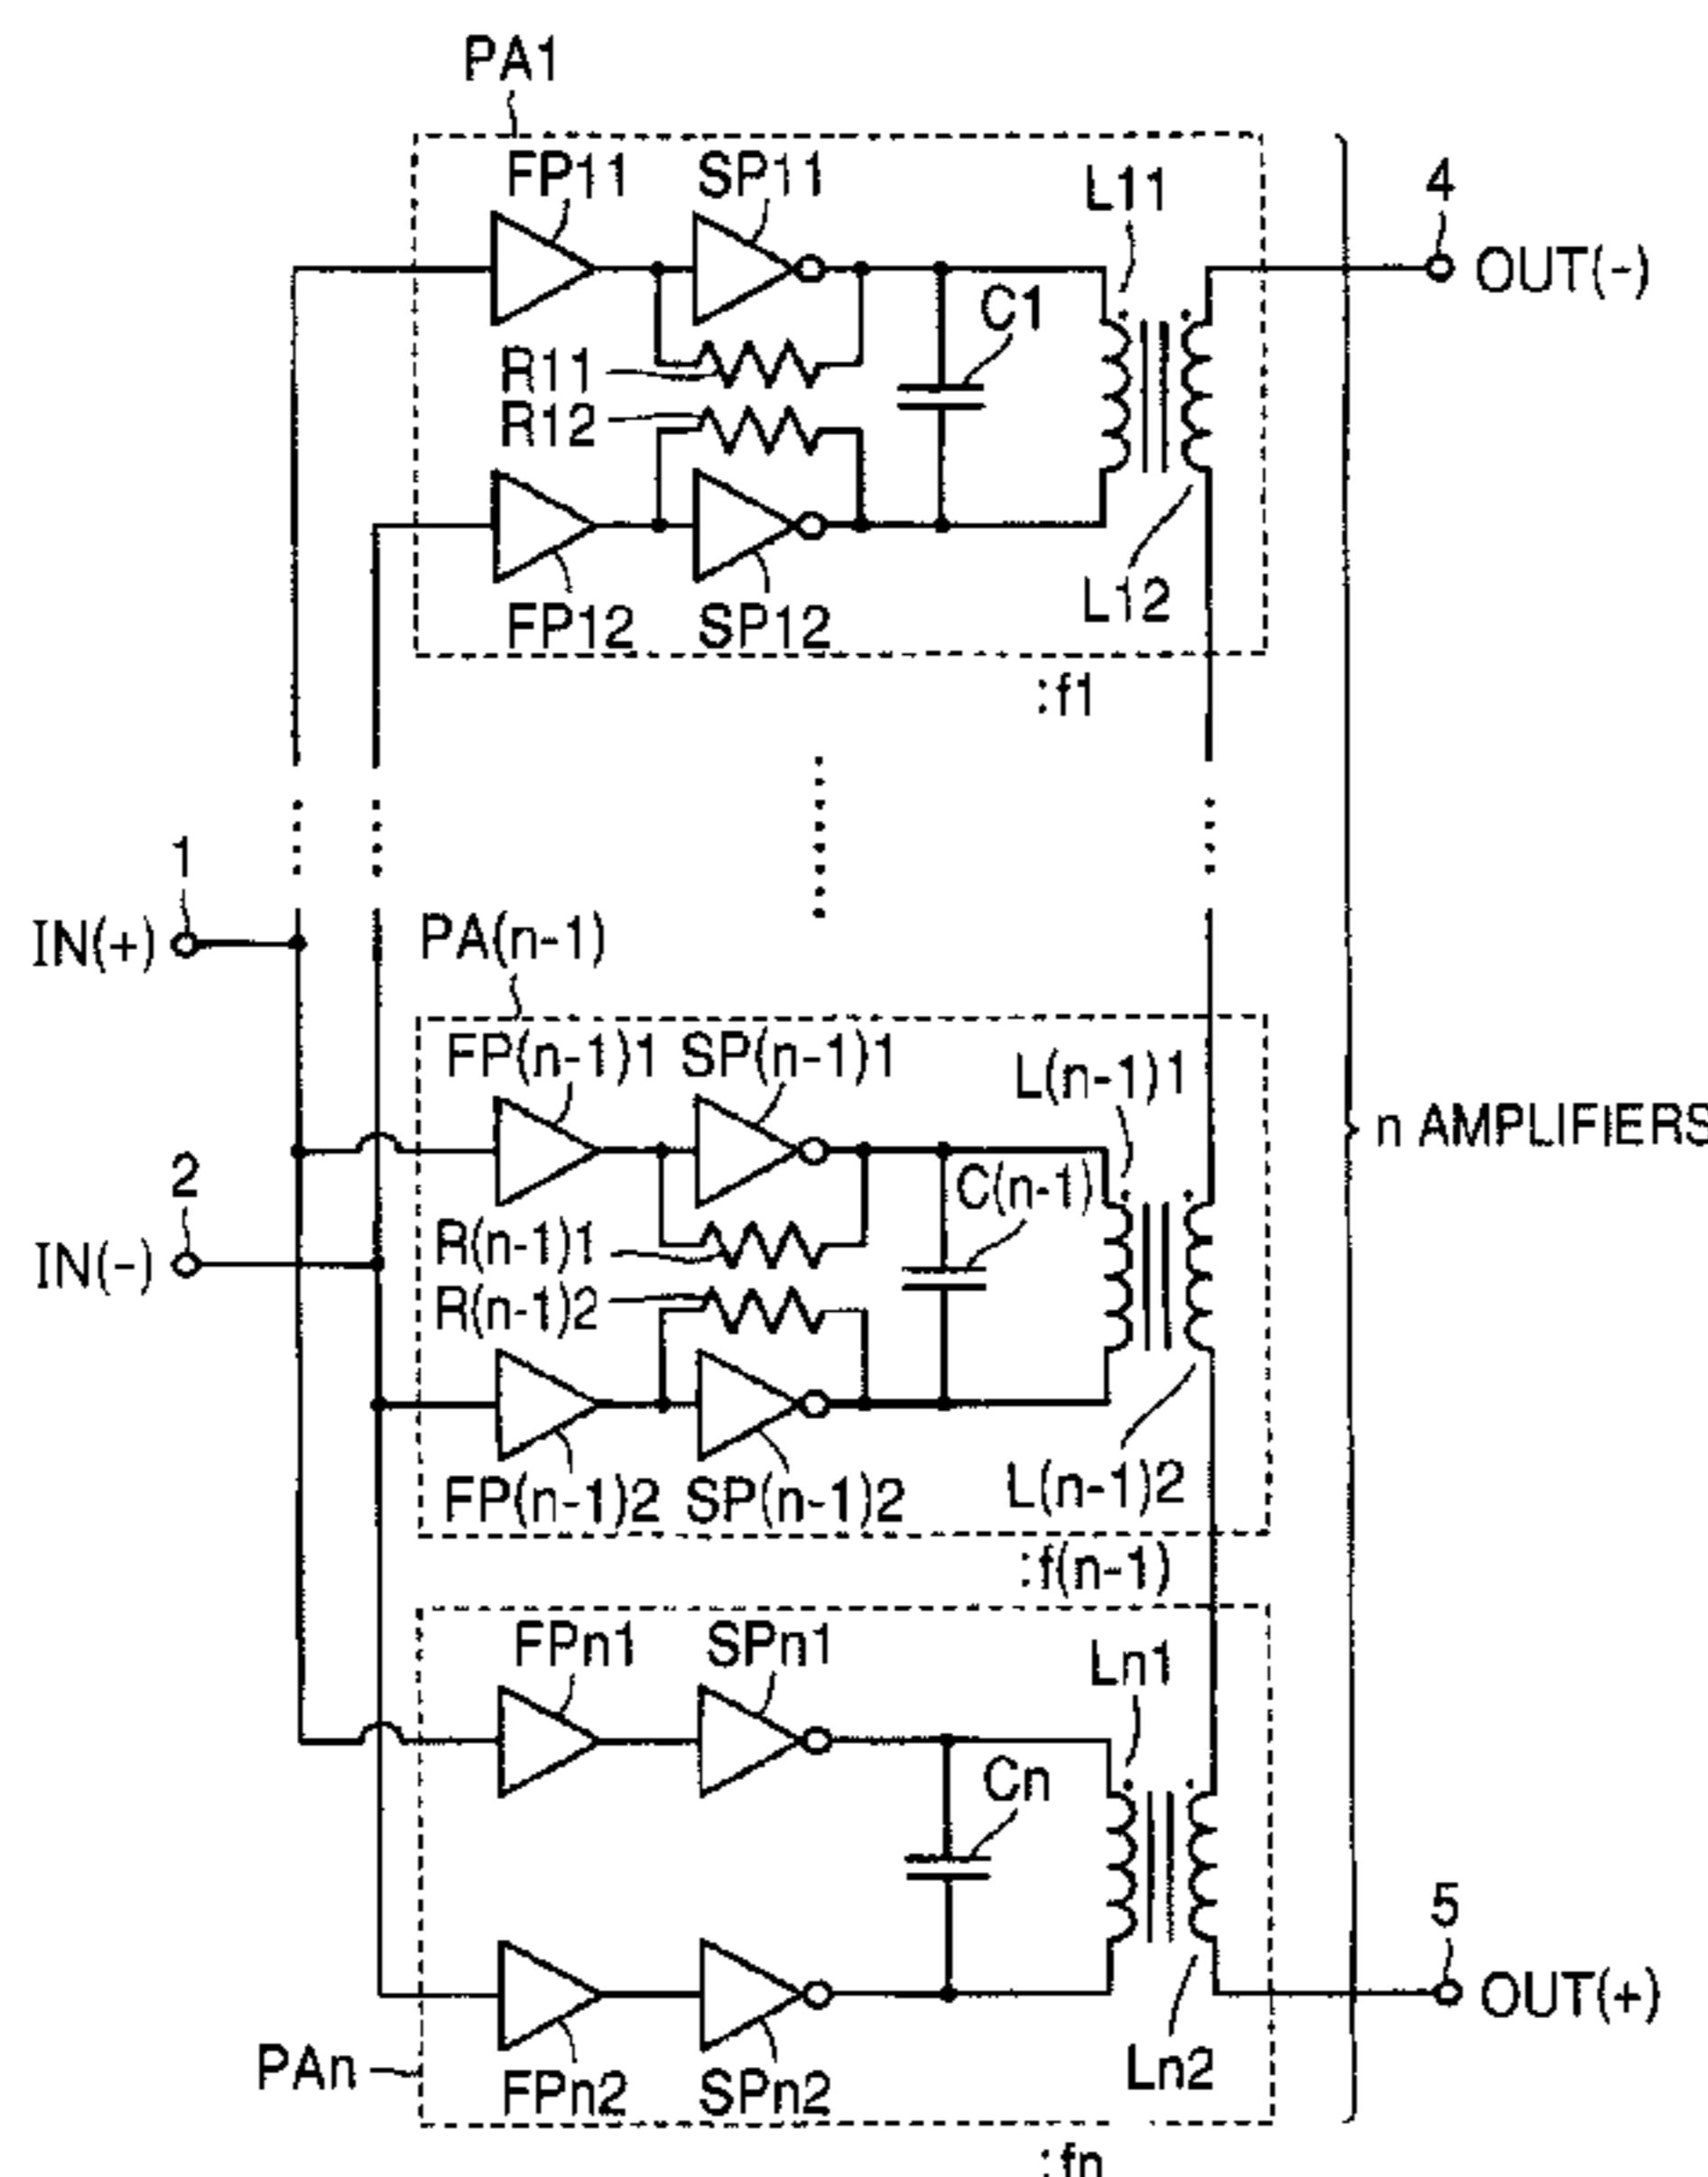 PA1
FP11 SP11
L11
4
OUT(-)
C1
R11
R12
L12
FP12 SP12
:f1
1
IN(+)
PA(n-1)
FP(n-1)1 SP(n-1)1
L(n-1)1
n AMPLIFIERS
2
C(n-1)
IN(-)
R(n-1)1
R(n-1)2
L(n-1)2
FP(n-1)2 SP(n-1)2
:f(n-1)
FPn1 SPn1
Ln1
Cn
5
OUT(+)
PAn
FPn2 SPn2
Ln2
:fn